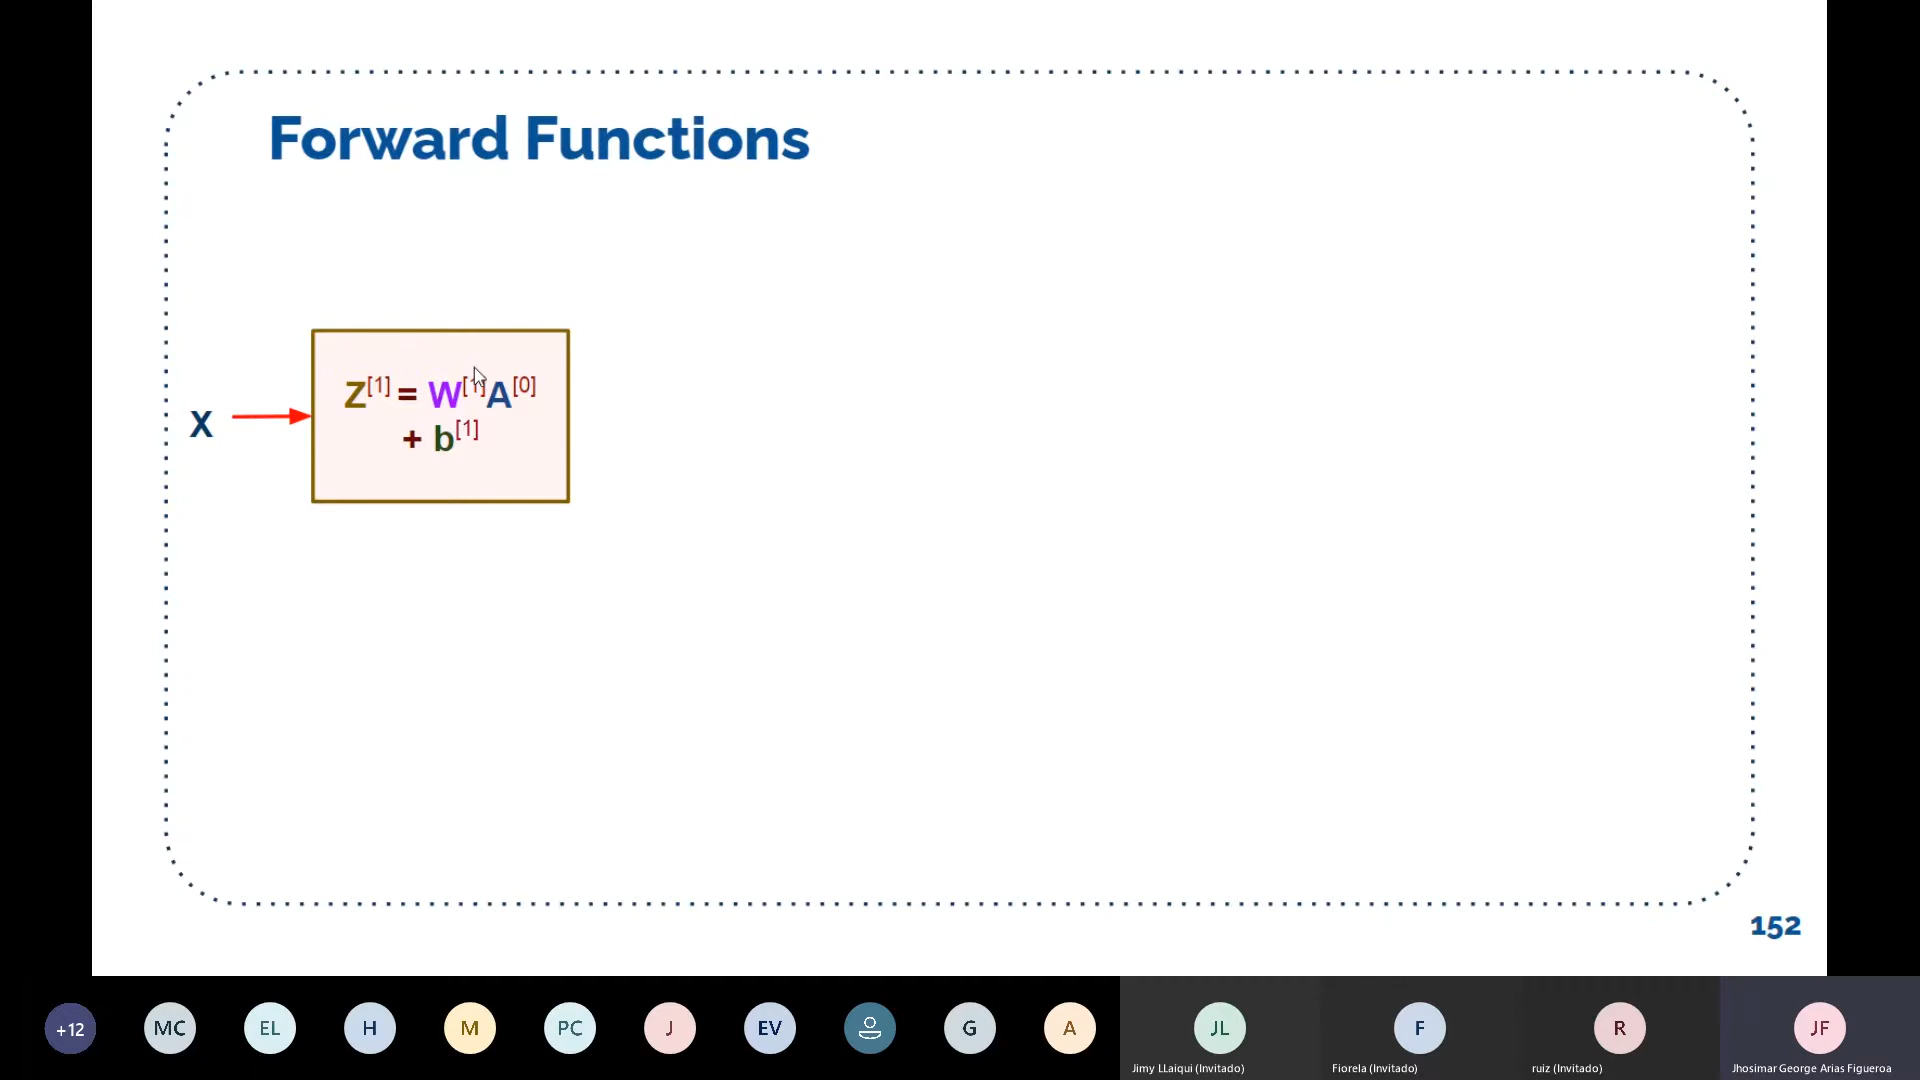 Forward Functions
X
Z[1] = W[1]A[0]
+ b[1]
152
+12
MC
EL
H
M
PC
J
EV
G
A
JL
F
R
JF
Jimy LLaiqui (Invitado)
Fiorela (Invitado)
ruiz (Invitado)
Jhosimar George Arias Figueroa